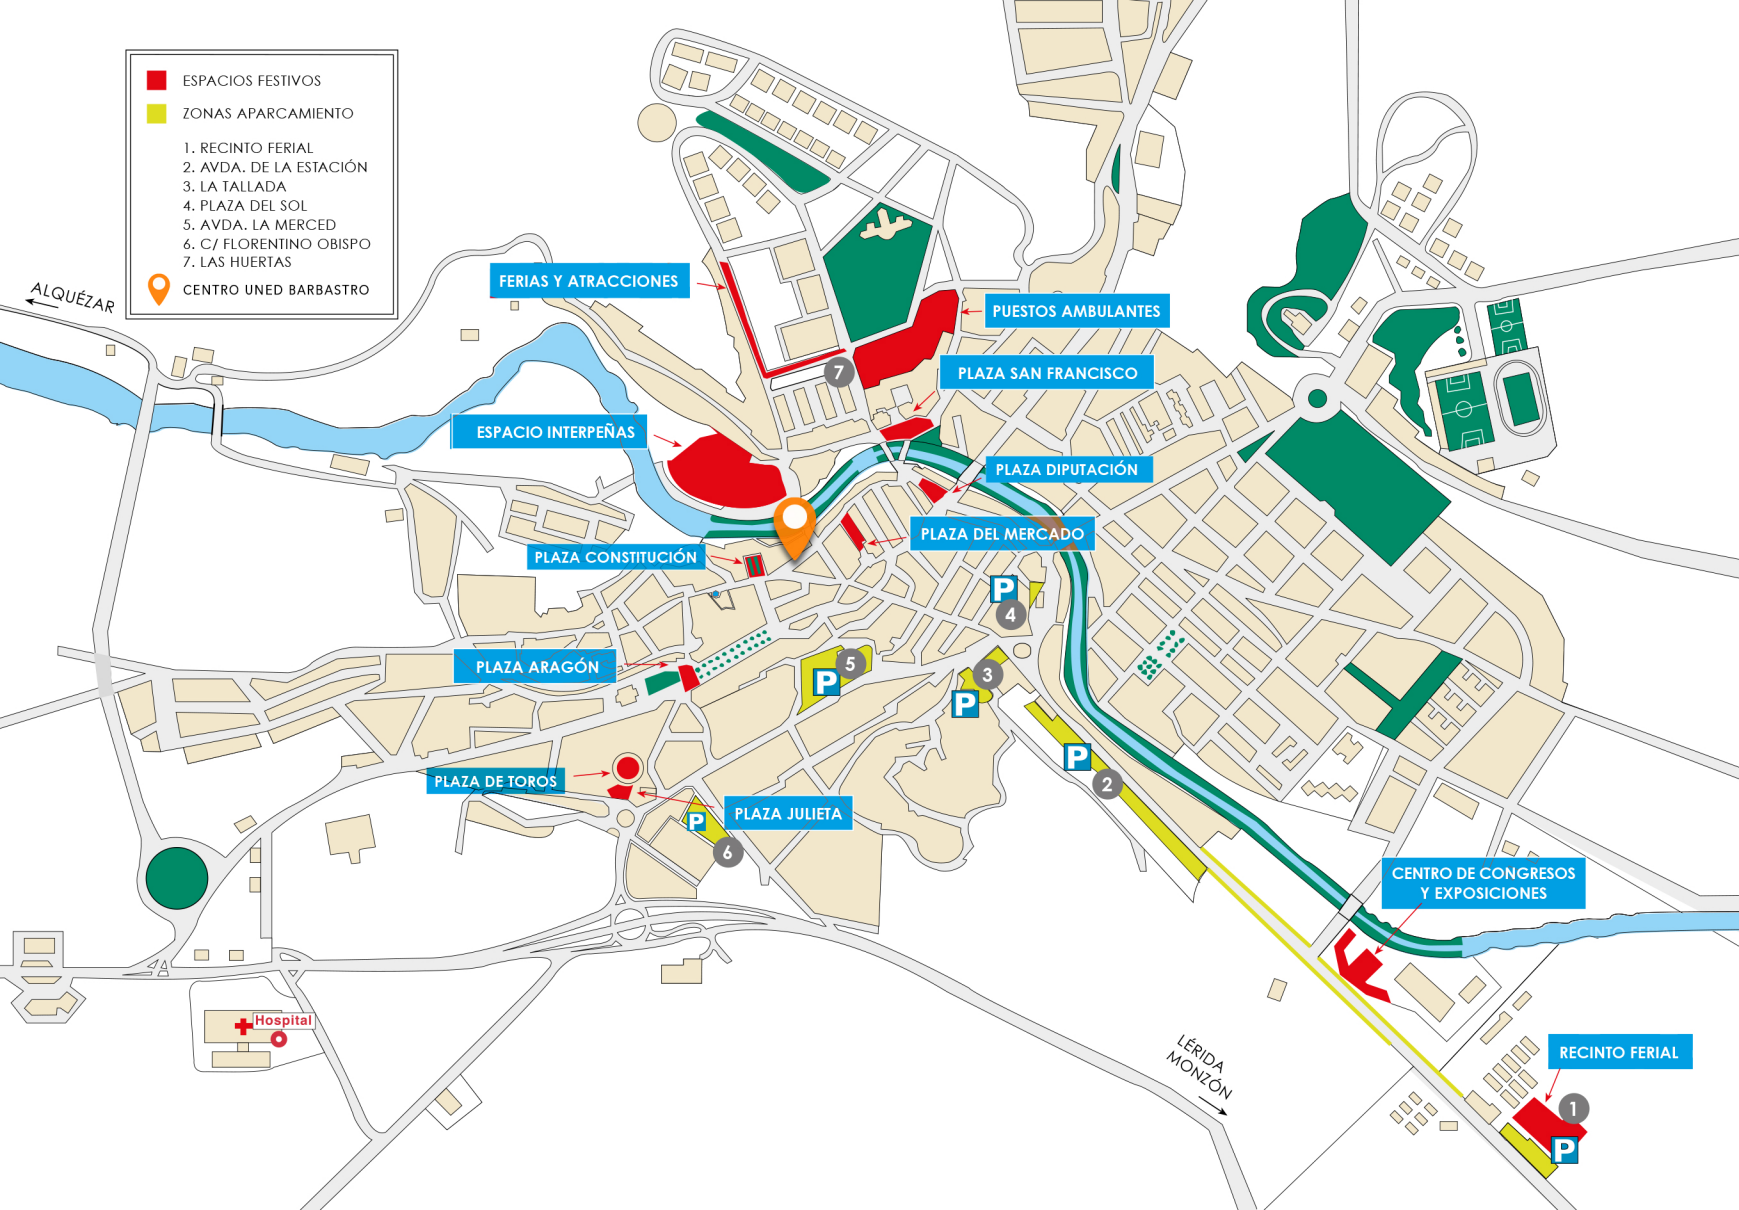 ESPACIOS FESTIVOS
ZONAS APARCAMIENTO
1. RECINTO FERIAL
2. AVDA. DE LA ESTACIÓN
3. LA TALLADA
4. PLAZA DEL SOL
5. AVDA. LA MERCED
6. C/ FLORENTINO OBISPO
7. LAS HUERTAS
CENTRO UNED BARBASTRO
ALQUÉZAR
FERIAS Y ATRACCIONES
PUESTOS AMBULANTES
7
PLAZA SAN FRANCISCO
ESPACIO INTERPEÑAS
PLAZA DIPUTACIÓN
PLAZA DEL MERCADO
PLAZA CONSTITUCIÓN
P
4
PLAZA ARAGÓN
5
P
3
P
P
2
PLAZA DE TOROS
PLAZA JULIETA
P
6
CENTRO DE CONGRESOS
Y EXPOSICIONES
Hospital
LÉRIDA
MONZÓN
RECINTO FERIAL
1
P